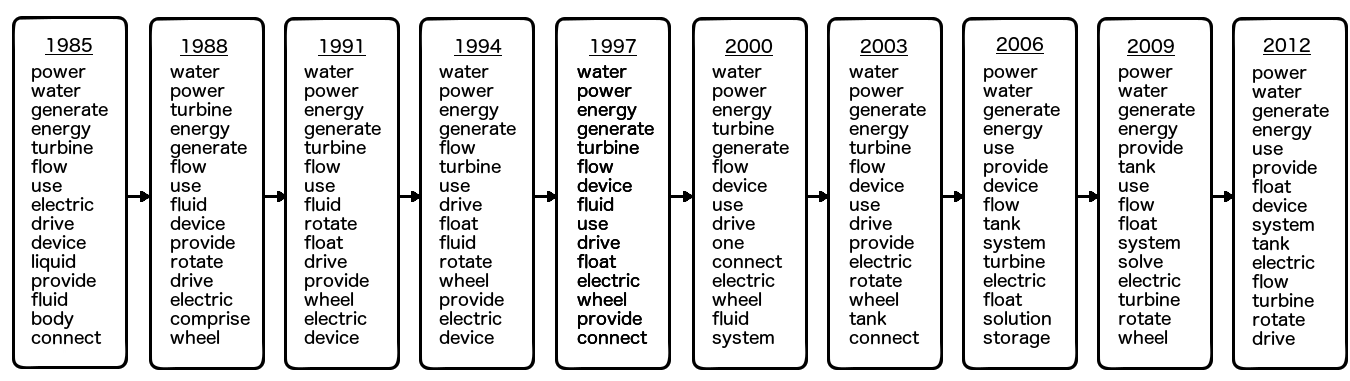 1985
power
water
generate
energy
turbine
flow
use
electric
drive
device
liquid
provide
fluid
body
connect
1988
water
power
turbine
energy
generate
flow
use
fluid
device
provide
rotate
drive
electric
comprise
wheel
1991
water
power
energy
generate
turbine
flow
use
fluid
rotate
float
drive
provide
wheel
electric
device
1994
water
power
energy
generate
flow
turbine
use
drive
float
fluid
rotate
wheel
provide
electric
device
1997
water
power
energy
generate
turbine
flow
device
fluid
use
drive
float
electric
wheel
provide
connect
2000
water
power
energy
turbine
generate
flow
device
use
drive
one
connect
electric
wheel
fluid
system
2003
water
power
generate
energy
turbine
flow
device
use
drive
provide
electric
rotate
wheel
tank
connect
2006
power
water
generate
energy
use
provide
device
flow
tank
system
turbine
electric
float
solution
storage
2009
power
water
generate
energy
provide
tank
use
flow
float
system
solve
electric
turbine
rotate
wheel
2012
power
water
generate
energy
use
provide
float
device
system
tank
electric
flow
turbine
rotate
drive